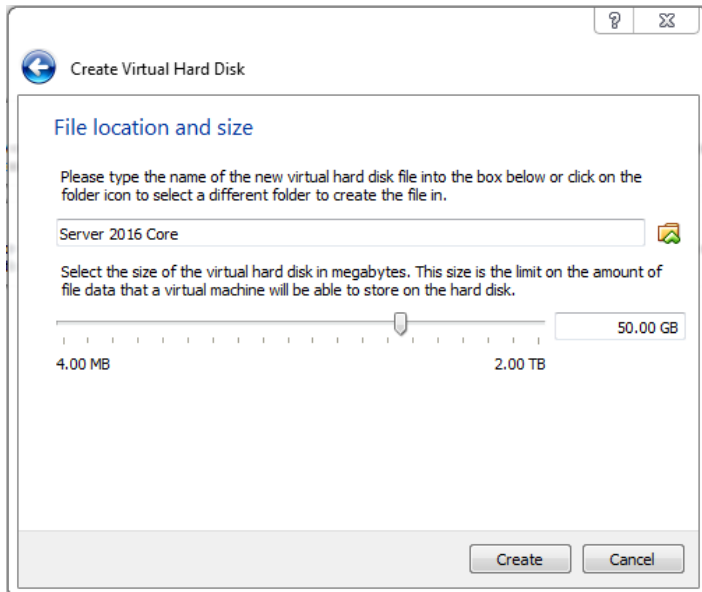 Create Virtual Hard Disk
File location and size
Please type the name of the new virtual hard disk file into the box below or click on the
folder icon to select a different folder to create the file in.
Server 2016 Core
Select the size of the virtual hard disk in megabytes. This size is the limit on the amount of
file data that a virtual machine will be able to store on the hard disk.
50.00 GB
4.00 MB 2.00 TB
Create Cancel